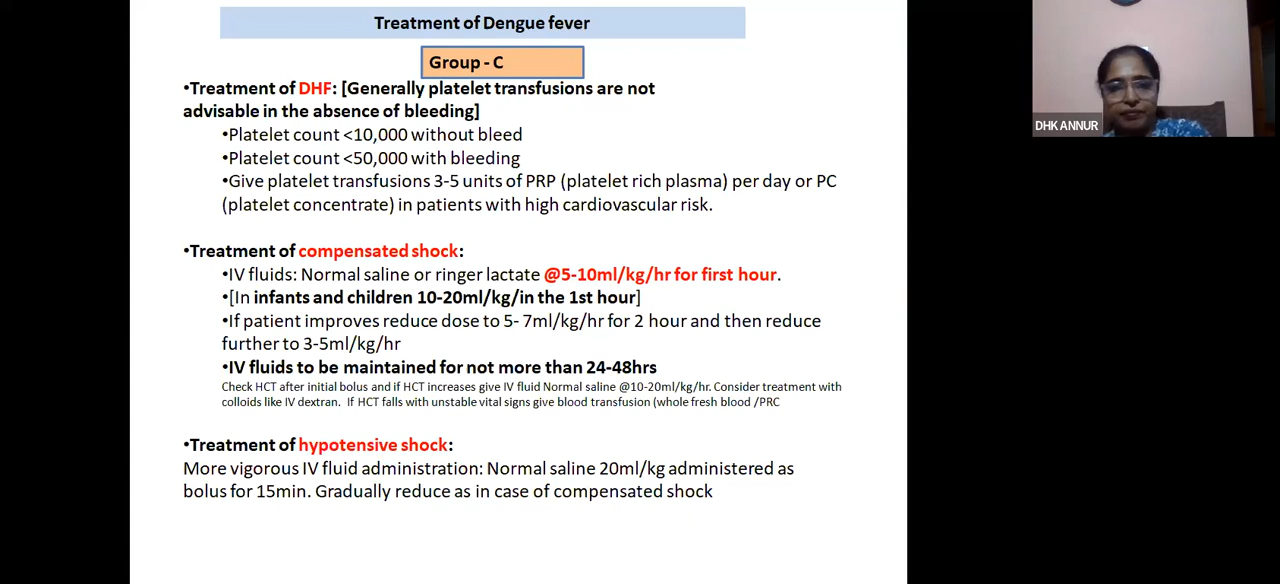 Treatment of Dengue fever
Group - C
•Treatment of DHF: [Generally platelet transfusions are not
advisable in the absence of bleeding]
•Platelet count <10,000 without bleed
•Platelet count <50,000 with bleeding
•Give platelet transfusions 3-5 units of PRP (platelet rich plasma) per day or PC
(platelet concentrate) in patients with high cardiovascular risk.
•Treatment of compensated shock:
•IV fluids: Normal saline or ringer lactate @5-10ml/kg/hr for first hour.
•[In infants and children 10-20ml/kg/in the 1st hour]
•If patient improves reduce dose to 5- 7ml/kg/hr for 2 hour and then reduce
further to 3-5ml/kg/hr
•IV fluids to be maintained for not more than 24-48hrs
Check HCT after initial bolus and if HCT increases give IV fluid Normal saline @10-20ml/kg/hr. Consider treatment with
colloids like IV dextran. If HCT falls with unstable vital signs give blood transfusion (whole fresh blood /PRC
•Treatment of hypotensive shock:
More vigorous IV fluid administration: Normal saline 20ml/kg administered as
bolus for 15min. Gradually reduce as in case of compensated shock
DHK ANNUR